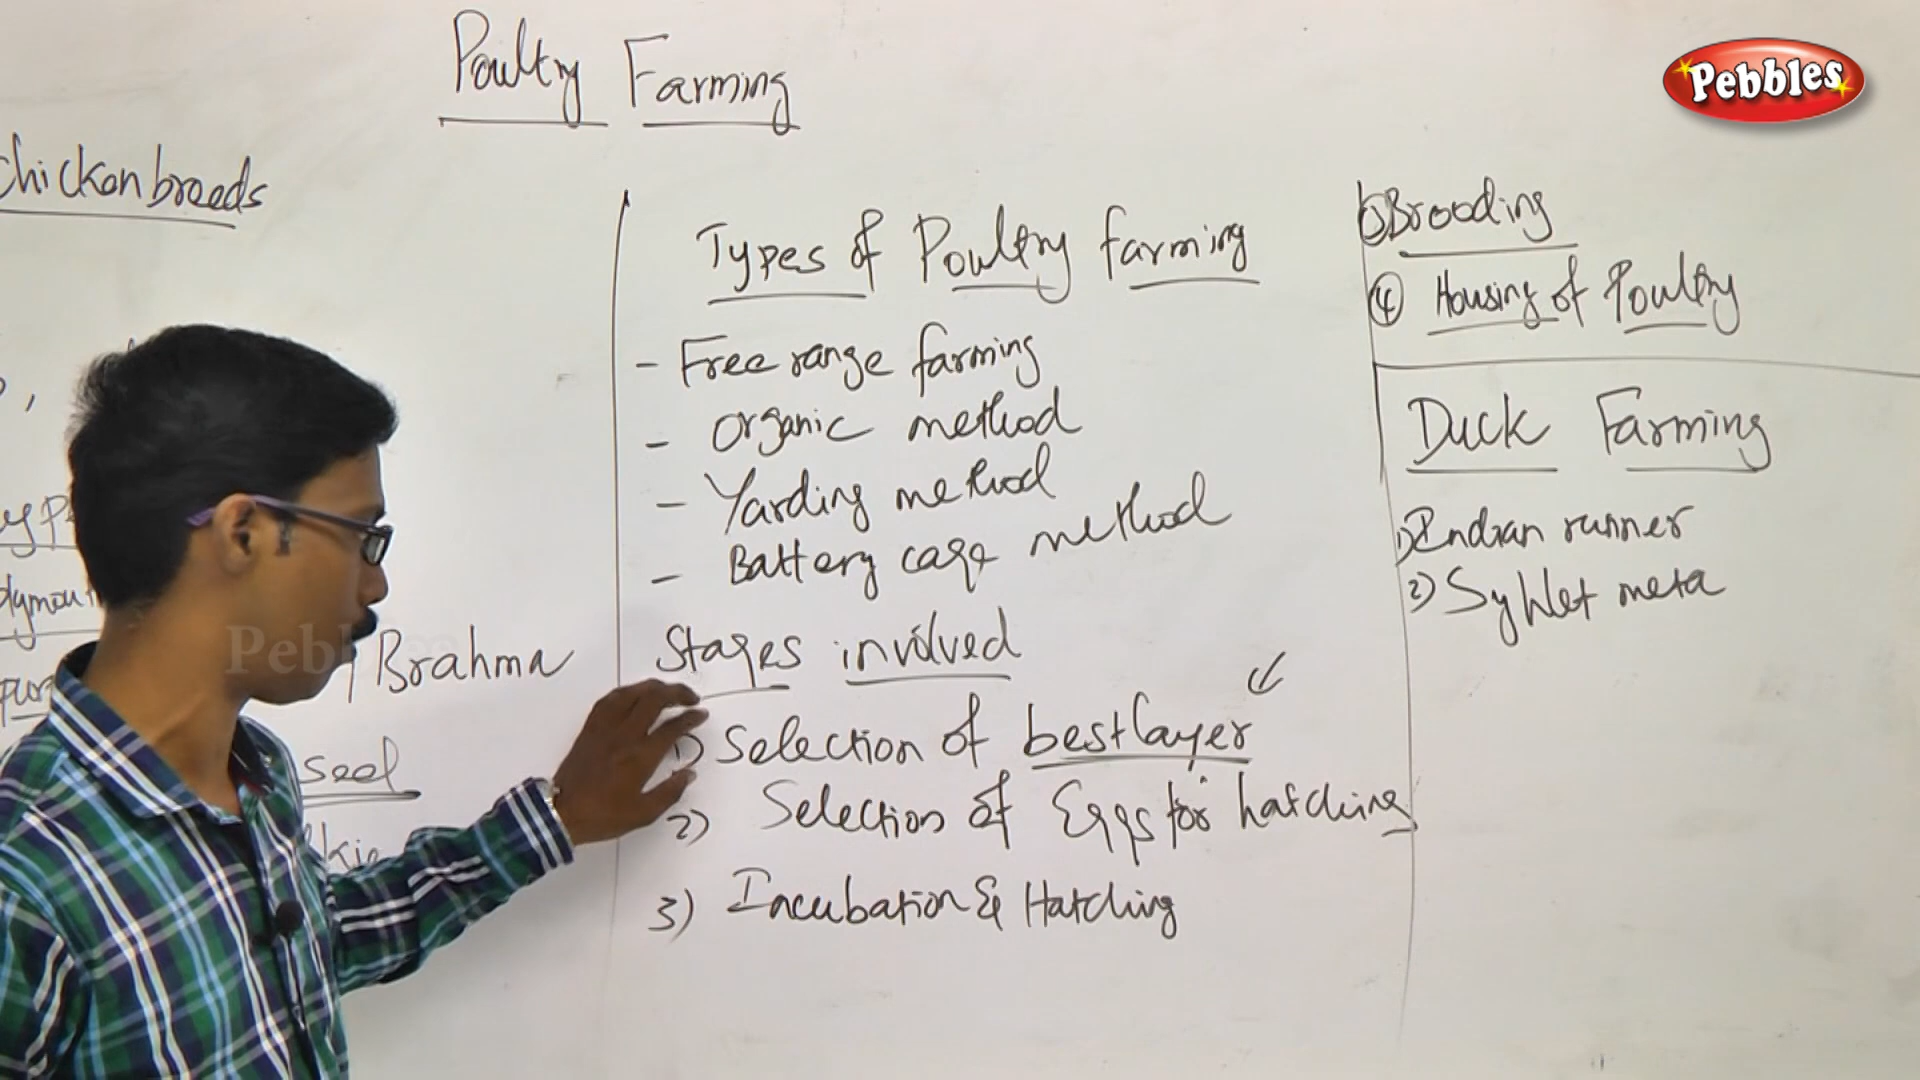 Poultry Farming
Pebbles
Chicken breeds
Brahma
Types of Poultry farming
- Free range farming
- Organic method
- Yarding method
- Battery cage method
Stages involved
1) Selection of best layer
2) Selection of Eggs for hatching
3) Incubation & Hatching
Brooding
④ Housing of Poultry
Duck Farming
1) Indian runner
2) Syhlet meta
Pebbles